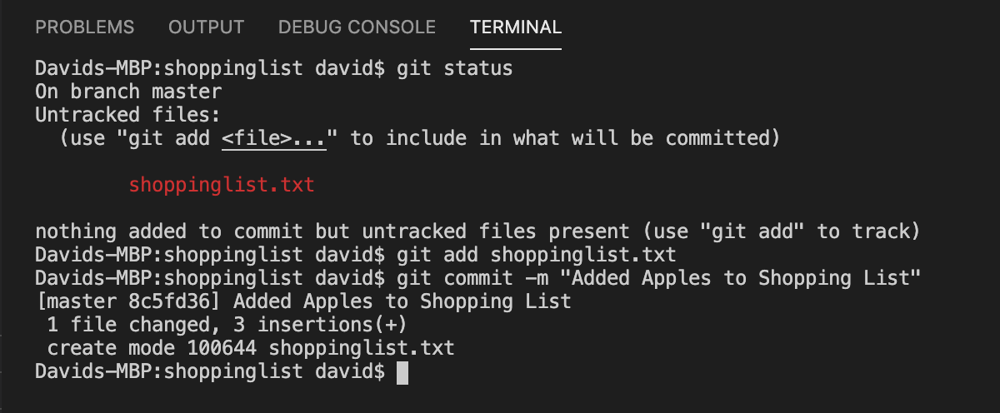 PROBLEMS OUTPUT DEBUG CONSOLE TERMINAL
Davids-MBP:shoppinglist david$ git status
On branch master
Untracked files:
  (use "git add <file>..." to include in what will be committed)
        shoppinglist.txt
nothing added to commit but untracked files present (use "git add" to track)
Davids-MBP:shoppinglist david$ git add shoppinglist.txt
Davids-MBP:shoppinglist david$ git commit -m "Added Apples to Shopping List"
[master 8c5fd36] Added Apples to Shopping List
 1 file changed, 3 insertions(+)
 create mode 100644 shoppinglist.txt
Davids-MBP:shoppinglist david$